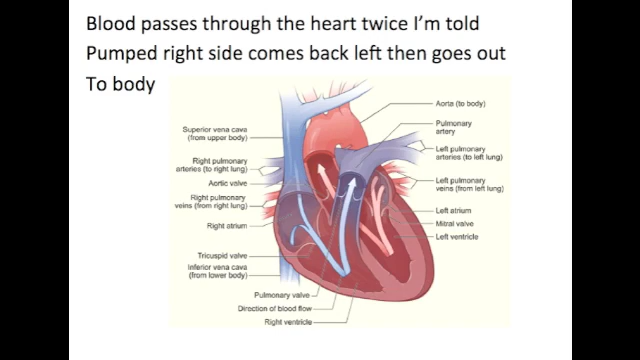 Blood passes through the heart twice I’m told
Pumped right side comes back left then goes out
To body
Superior vena cava
(from upper body)
Right pulmonary
arteries (to right lung)
Aortic valve
Right pulmonary
veins (from right lung)
Right atrium
Tricuspid valve
Inferior vena cava
(from lower body)
Pulmonary valve
Direction of blood flow
Right ventricle
Aorta (to body)
Pulmonary
artery
Left pulmonary
arteries (to left lung)
Left pulmonary
veins (from left lung)
Left atrium
Mitral valve
Left ventricle